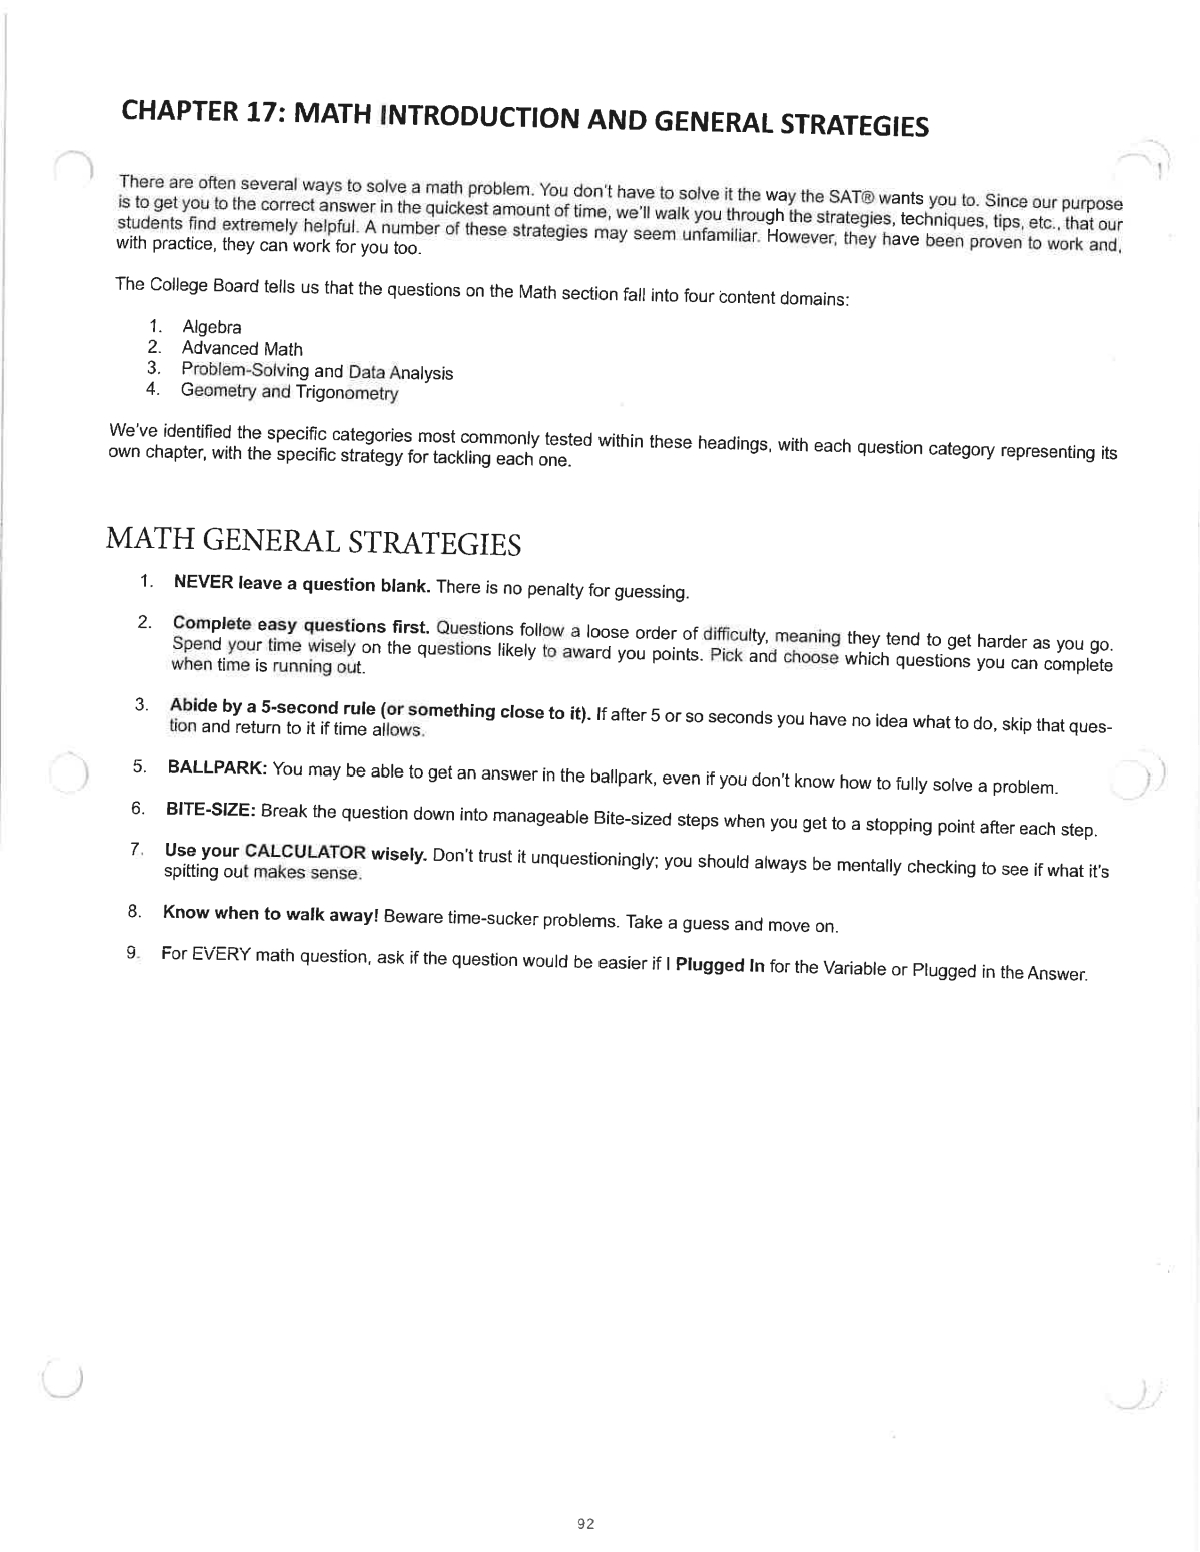 CHAPTER 17: MATH INTRODUCTION AND GENERAL STRATEGIES
There are often several ways to solve a math problem. You don't have to solve it the way the SAT® wants you to. Since our purpose
is to get you to the correct answer in the quickest amount of time, we'll walk you through the strategies, techniques, tips, etc., that our
students find extremely helpful. A number of these strategies may seem unfamiliar. However, they have been proven to work and,
with practice, they can work for you too.
The College Board tells us that the questions on the Math section fall into four content domains:
1. Algebra
2. Advanced Math
3. Problem-Solving and Data Analysis
4. Geometry and Trigonometry
We've identified the specific categories most commonly tested within these headings, with each question category representing its
own chapter, with the specific strategy for tackling each one.
MATH GENERAL STRATEGIES
1. NEVER leave a question blank. There is no penalty for guessing.
2. Complete easy questions first. Questions follow a loose order of difficulty, meaning they tend to get harder as you go.
Spend your time wisely on the questions likely to award you points. Pick and choose which questions you can complete
when time is running out.
3. Abide by a 5-second rule (or something close to it). If after 5 or so seconds you have no idea what to do, skip that ques-
tion and return to it if time allows.
5. BALLPARK: You may be able to get an answer in the ballpark, even if you don't know how to fully solve a problem.
6. BITE-SIZE: Break the question down into manageable Bite-sized steps when you get to a stopping point after each step.
7. Use your CALCULATOR wisely. Don't trust it unquestioningly; you should always be mentally checking to see if what it's
spitting out makes sense.
8. Know when to walk away! Beware time-sucker problems. Take a guess and move on.
9. For EVERY math question, ask if the question would be easier if I Plugged In for the Variable or Plugged in the Answer.
92